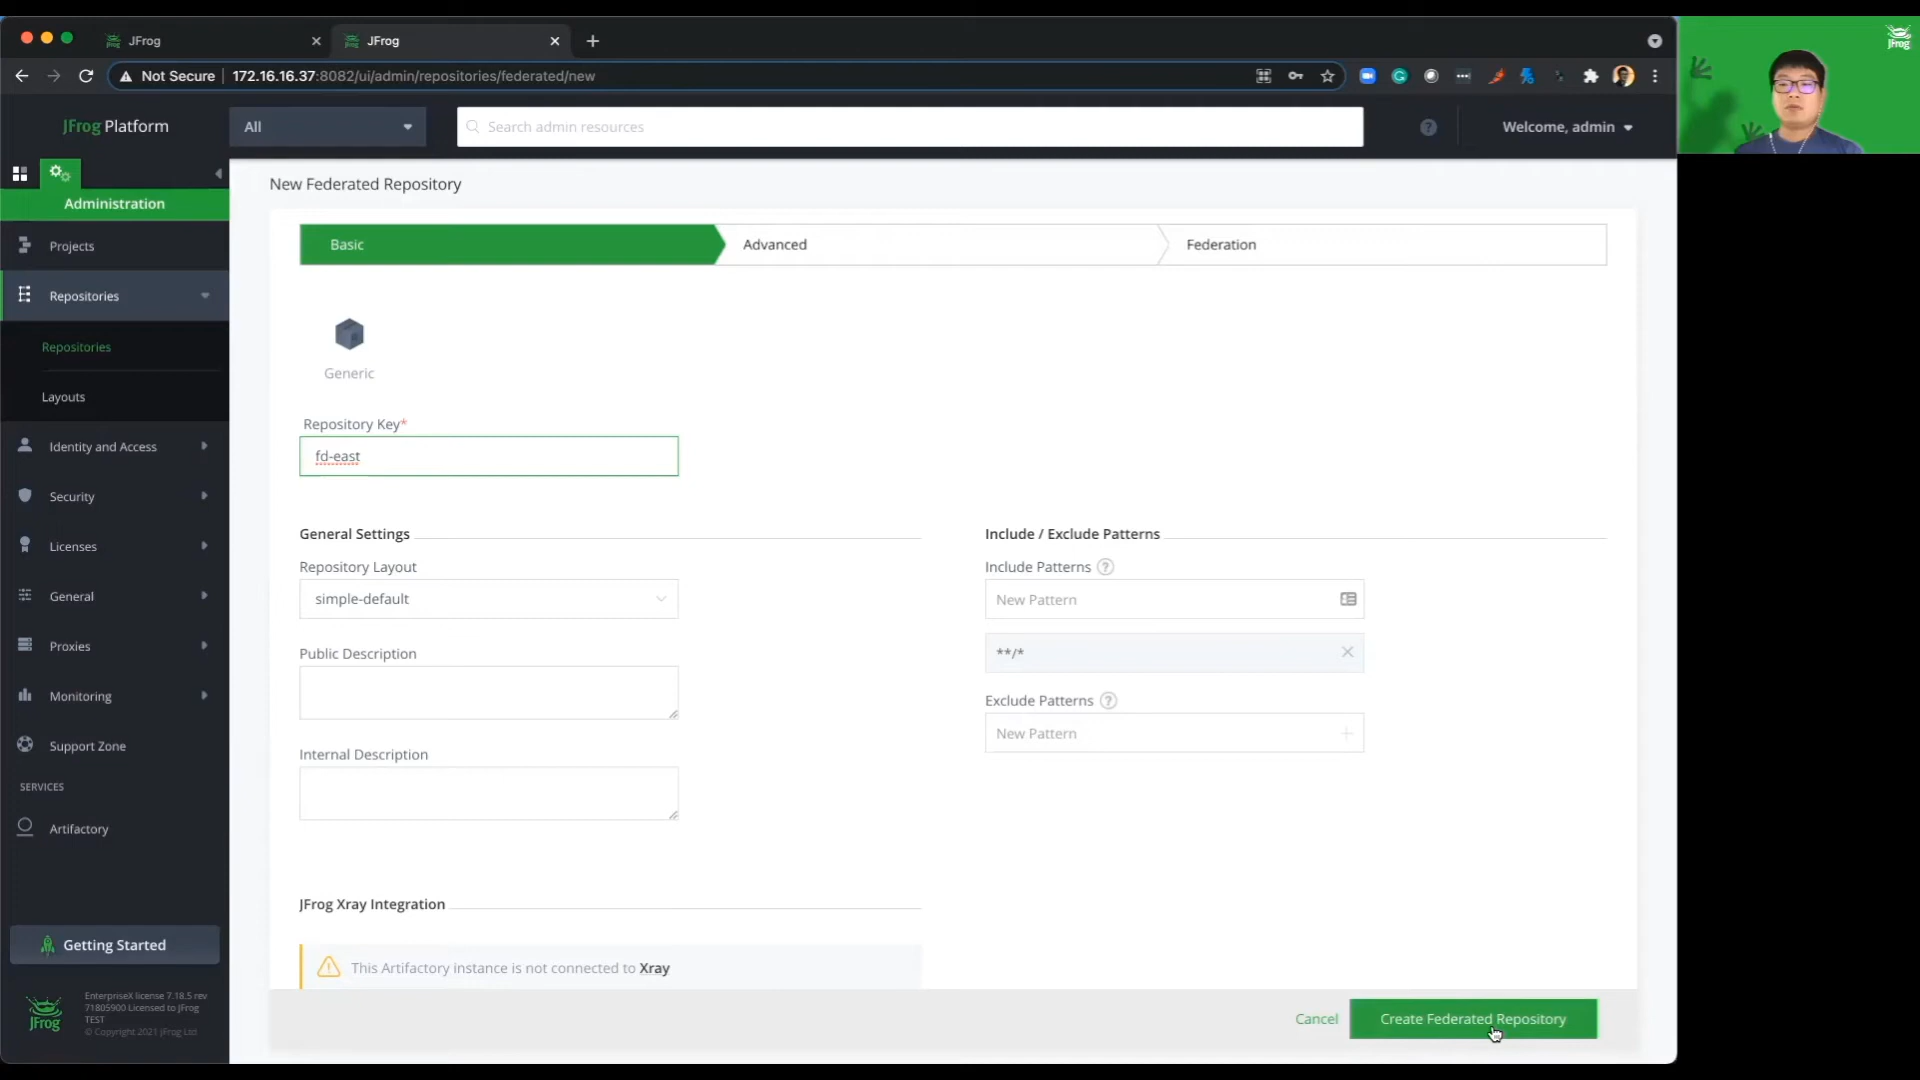 JFrog
JFrog
Not Secure 172.16.16.37:8082/ui/admin/repositories/federated/new
JFrog
JFrog Platform
All
Search admin resources
Welcome, admin
Administration
Projects
Repositories
Repositories
Layouts
Identity and Access
Security
Licenses
General
Proxies
Monitoring
Support Zone
SERVICES
Artifactory
Getting Started
JFrog
EnterpriseX license 7.18.5 rev
71805900 Licensed to JFrog
TEST
© Copyright 2021 JFrog Ltd
New Federated Repository
Basic
Advanced
Federation
Generic
Repository Key*
fd-east
General Settings
Repository Layout
simple-default
Public Description
Internal Description
Include / Exclude Patterns
Include Patterns ?
New Pattern
**/*
Exclude Patterns ?
New Pattern
JFrog Xray Integration
This Artifactory instance is not connected to Xray
Cancel
Create Federated Repository